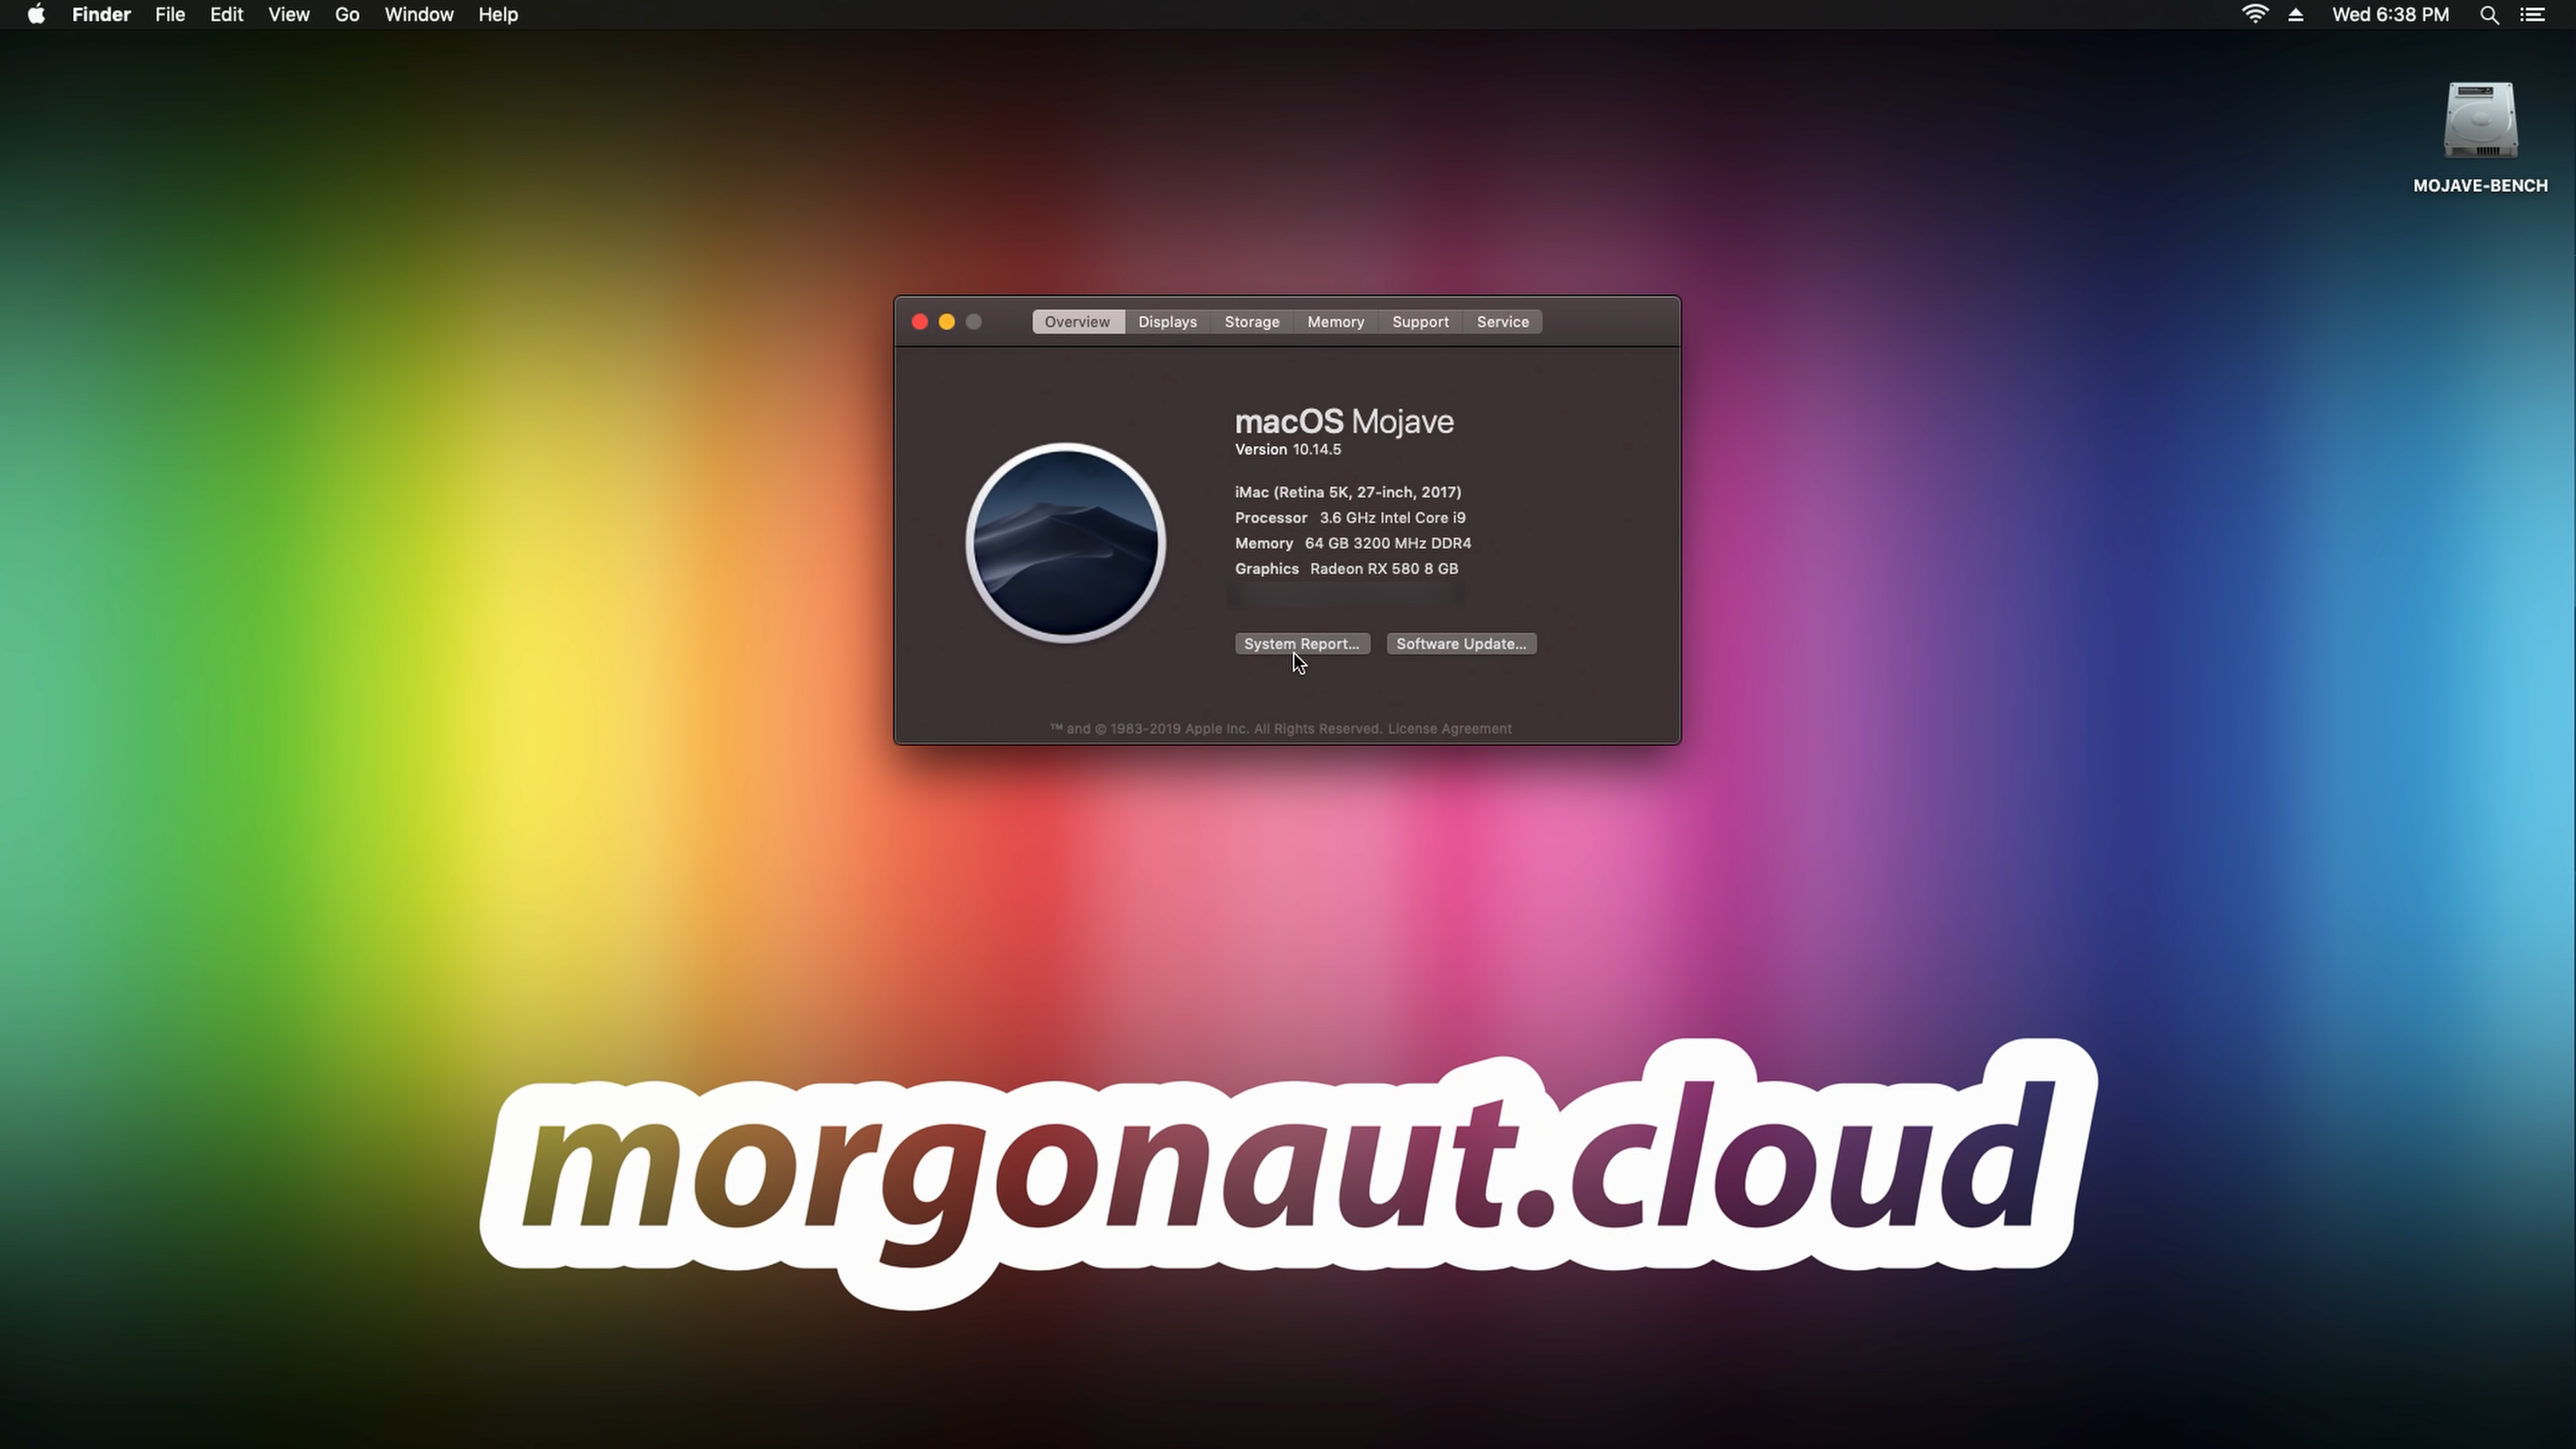 Finder File Edit View Go Window Help Wed 6:38 PM
MOJAVE-BENCH
Overview Displays Storage Memory Support Service
macOS Mojave
Version 10.14.5
iMac (Retina 5K, 27-inch, 2017)
Processor 3.6 GHz Intel Core i9
Memory 64 GB 3200 MHz DDR4
Graphics Radeon RX 580 8 GB
System Report... Software Update...
™ and © 1983-2019 Apple Inc. All Rights Reserved. License Agreement
morgonaut.cloud